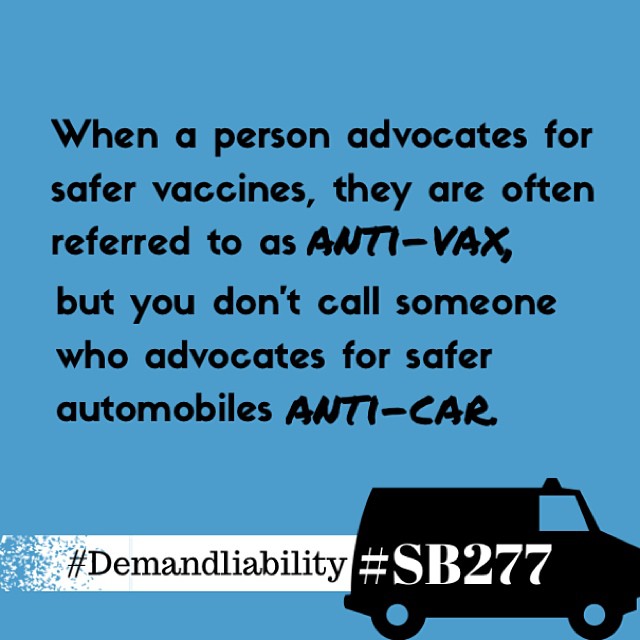 When a person advocates for
safer vaccines, they are often
referred to as ANTI-VAX,
but you don't call someone
who advocates for safer
automobiles ANTI-CAR.
#Demandliability #SB277